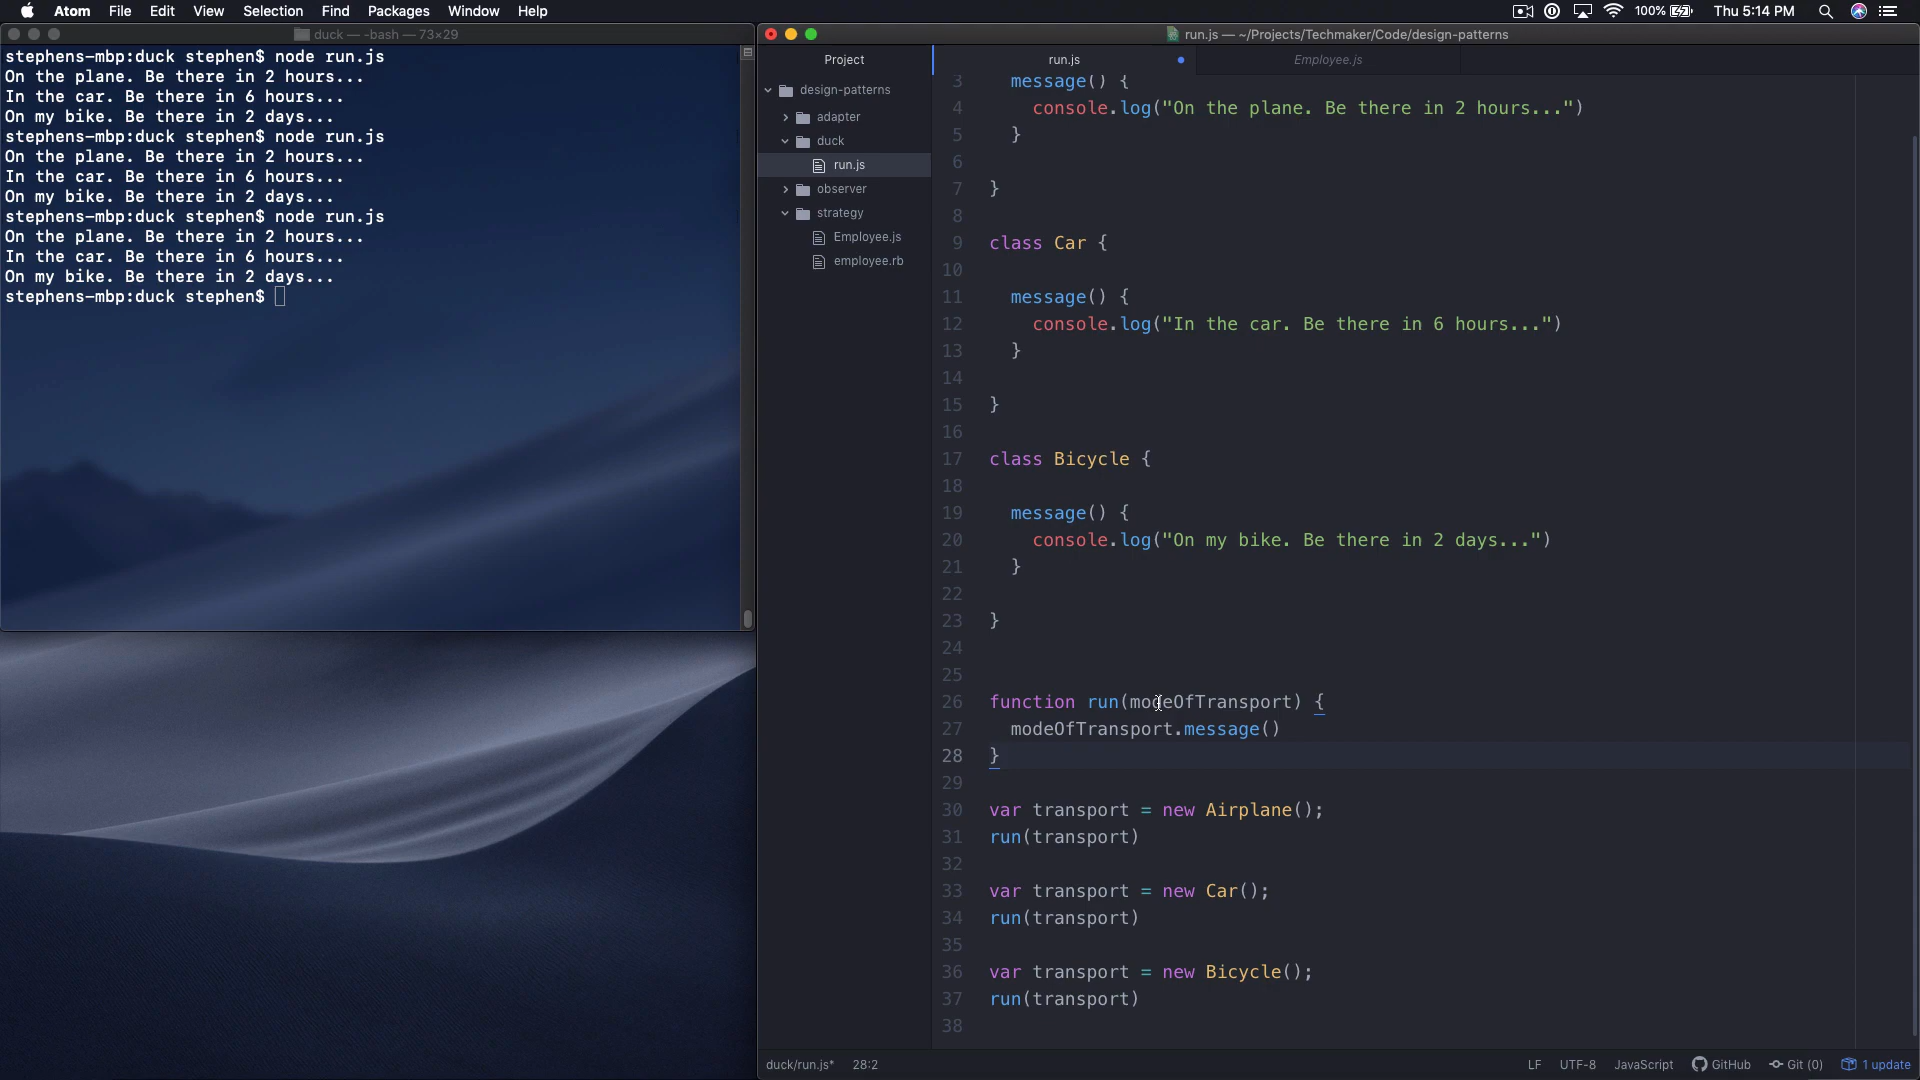 Atom File Edit View Selection Find Packages Window Help
100% Thu 5:14 PM
duck — -bash — 73×29
stephens-mbp:duck stephen$ node run.js
On the plane. Be there in 2 hours...
In the car. Be there in 6 hours...
On my bike. Be there in 2 days...
stephens-mbp:duck stephen$ node run.js
On the plane. Be there in 2 hours...
In the car. Be there in 6 hours...
On my bike. Be there in 2 days...
stephens-mbp:duck stephen$ node run.js
On the plane. Be there in 2 hours...
In the car. Be there in 6 hours...
On my bike. Be there in 2 days...
stephens-mbp:duck stephen$
run.js — ~/Projects/Techmaker/Code/design-patterns
Project
design-patterns
adapter
duck
run.js
observer
strategy
Employee.js
employee.rb
run.js
Employee.js
3 message() {
4 console.log("On the plane. Be there in 2 hours...")
5 }
6
7 }
8
9 class Car {
10
11 message() {
12 console.log("In the car. Be there in 6 hours...")
13 }
14
15 }
16
17 class Bicycle {
18
19 message() {
20 console.log("On my bike. Be there in 2 days...")
21 }
22
23 }
24
25
26 function run(modeOfTransport) {
27 modeOfTransport.message()
28 }
29
30 var transport = new Airplane();
31 run(transport)
32
33 var transport = new Car();
34 run(transport)
35
36 var transport = new Bicycle();
37 run(transport)
38
duck/run.js* 28:2
LF UTF-8 JavaScript GitHub Git (0) 1 update